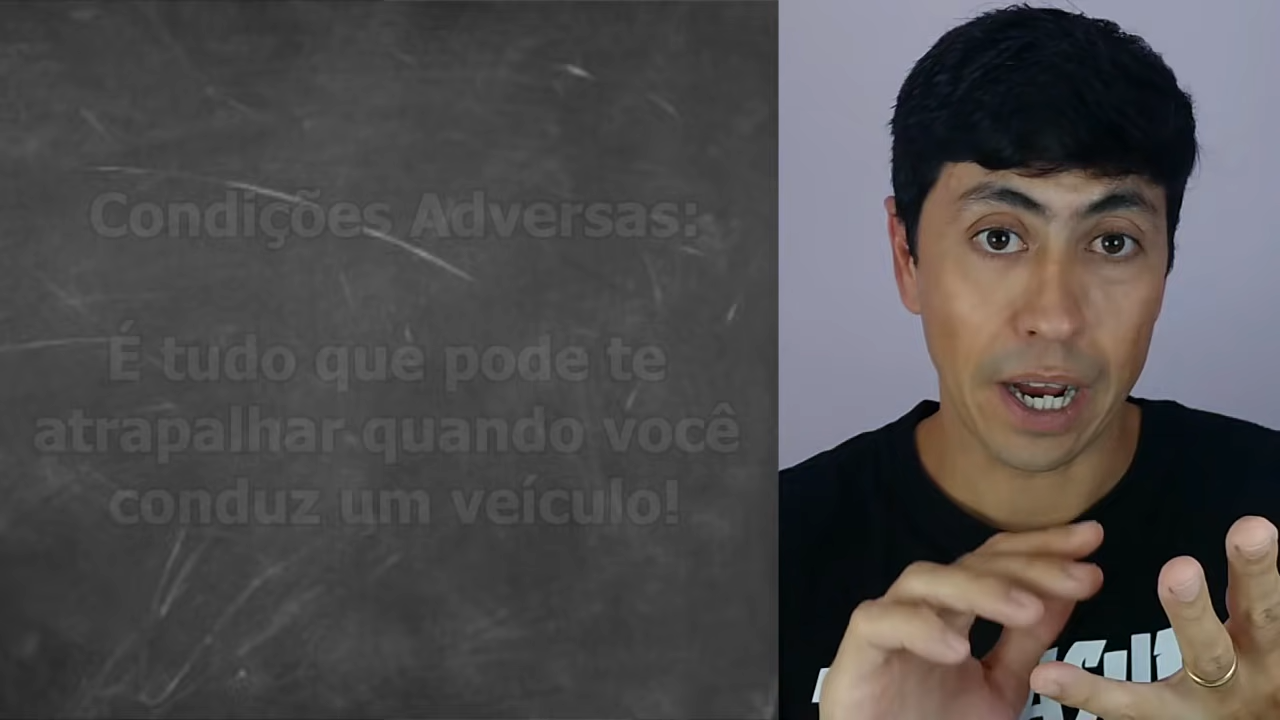 Condições Adversas:
É tudo que pode te
atrapalhar quando você
conduz um veículo!